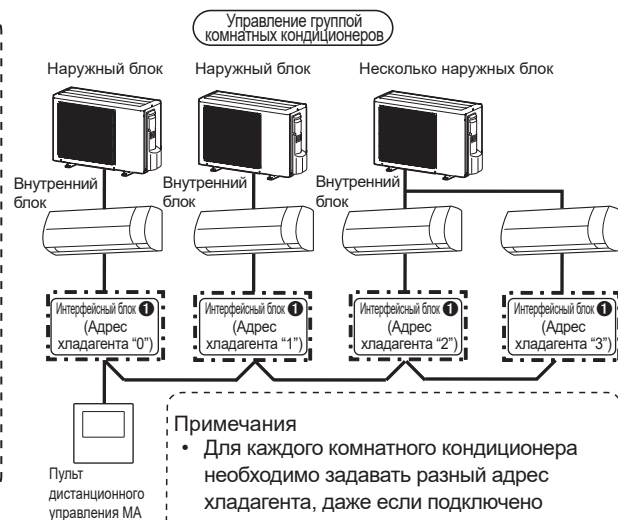 Управление группой
комнатных кондиционеров
Наружный блок
Наружный блок
Несколько наружных блок
Внутренний
блок
Внутренний
блок
Внутренний
блок
Интерфейсный блок ❶
(Адрес
хладагента “0”)
Интерфейсный блок ❶
(Адрес
хладагента “1”)
Интерфейсный блок ❶
(Адрес
хладагента “2”)
Интерфейсный блок ❶
(Адрес
хладагента “3”)
Пульт
дистанционного
управления MA
Примечания
• Для каждого комнатного кондиционера
необходимо задавать разный адрес
хладагента, даже если подключено